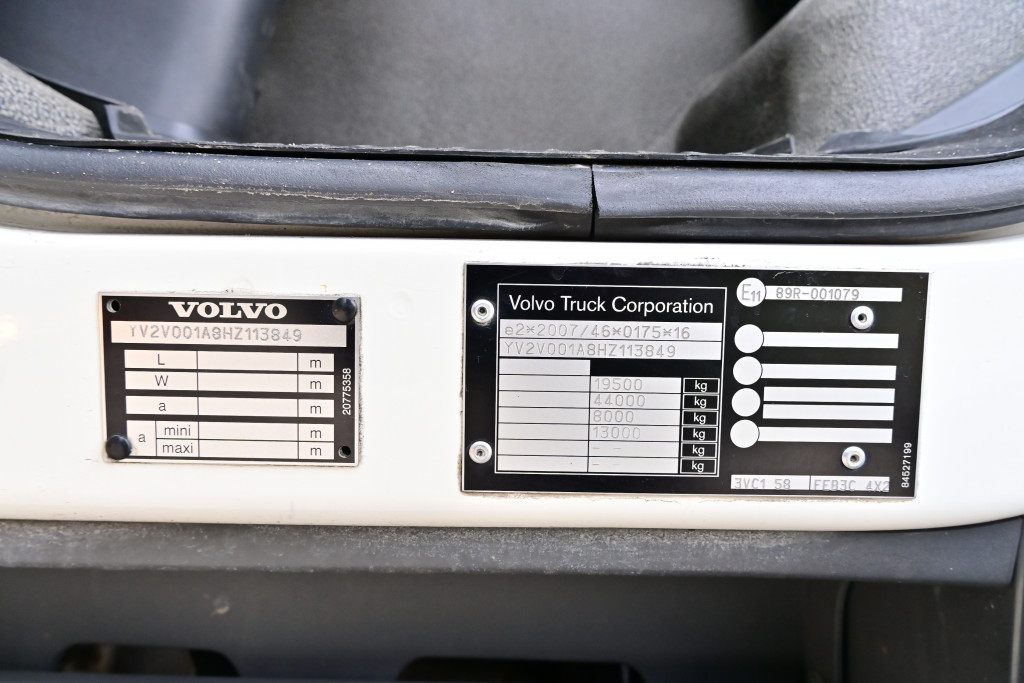 VOLVO
YV2V001A8HZ113849
L m
W m
a m
a mini m
maxi m
20775358
Volvo Truck Corporation
e2*2007/46*0175*16
YV2V001A8HZ113849
19500 kg
44000 kg
8000 kg
13000 kg
- - kg
- - kg
E11 89R-001079
3VC1 58 EEB3C 4X2
84527199